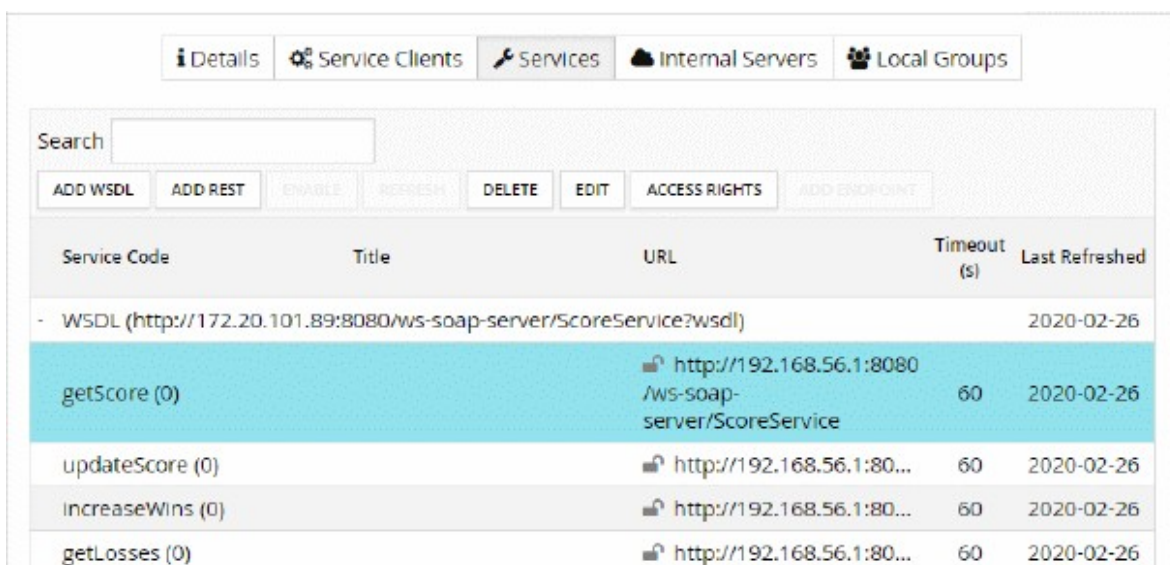 Details Service Clients Services Internal Servers Local Groups
Search
ADD WSDL ADD REST ENABLE REFRESH DELETE EDIT ACCESS RIGHTS ADD ENDPOINT
Service Code Title URL Timeout (s) Last Refreshed
- WSDL (http://172.20.101.89:8080/ws-soap-server/ScoreService?wsdl) 2020-02-26
getScore (0) http://192.168.56.1:8080 60 2020-02-26
/ws-soap-
server/ScoreService
updateScore (0) http://192.168.56.1:80... 60 2020-02-26
increaseWins (0) http://192.168.56.1:80... 60 2020-02-26
getLosses (0) http://192.168.56.1:80... 60 2020-02-26